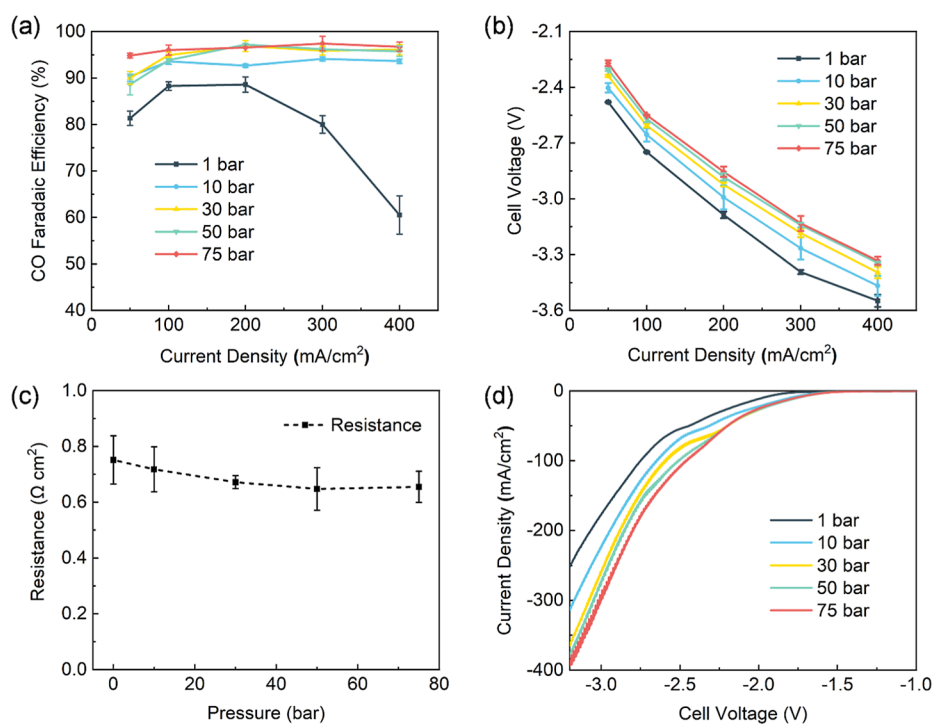 (a)
100
90
80
70
60
50
40
0
100
200
300
400
CO Faradaic Efficiency (%)
Current Density (mA/cm²)
1 bar
10 bar
30 bar
50 bar
75 bar
(b)
-2.1
-2.4
-2.7
-3.0
-3.3
-3.6
0
100
200
300
400
Cell Voltage (V)
Current Density (mA/cm²)
1 bar
10 bar
30 bar
50 bar
75 bar
(c)
1.0
0.8
0.6
0.4
0.2
0.0
0
20
40
60
80
Resistance (Ω cm²)
Pressure (bar)
Resistance
(d)
0
-100
-200
-300
-400
-3.0
-2.5
-2.0
-1.5
-1.0
Current Density (mA/cm²)
Cell Voltage (V)
1 bar
10 bar
30 bar
50 bar
75 bar